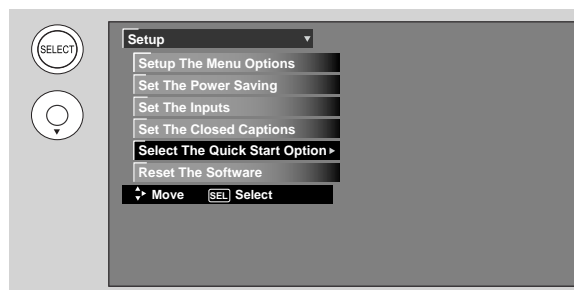 SELECT
Setup
Setup The Menu Options
Set The Power Saving
Set The Inputs
Set The Closed Captions
Select The Quick Start Option
Reset The Software
Move SEL Select